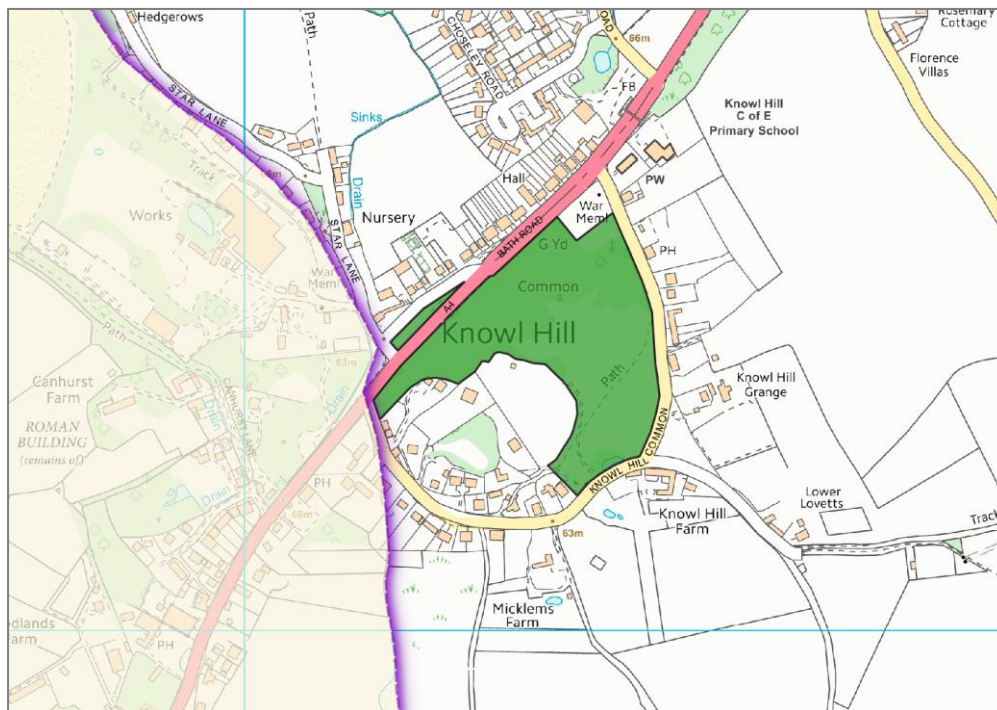 Hedgerows
Path
STAR LANE
Sinks
Drain
CHOSELEY ROAD
ROAD
66m
FB
Rosemary
Cottage
Florence
Villas
Knowl Hill
C of E
Primary School
Track
Works
Nursery
Hall
PW
War
Meml
STAR LANE
BATH ROAD
G Yd
PH
War
Meml
Common
A4
Knowl Hill
Path
63m
Path
Canhurst
Farm
CANHURST LANE
Drain
Drain
ROMAN
BUILDING
(remains of)
Drain
PH
66m
Knowl Hill
Grange
KNOWL HILL COMMON
Lower
Lovetts
Track
Knowl Hill
Farm
63m
Micklems
Farm
Farm
PH